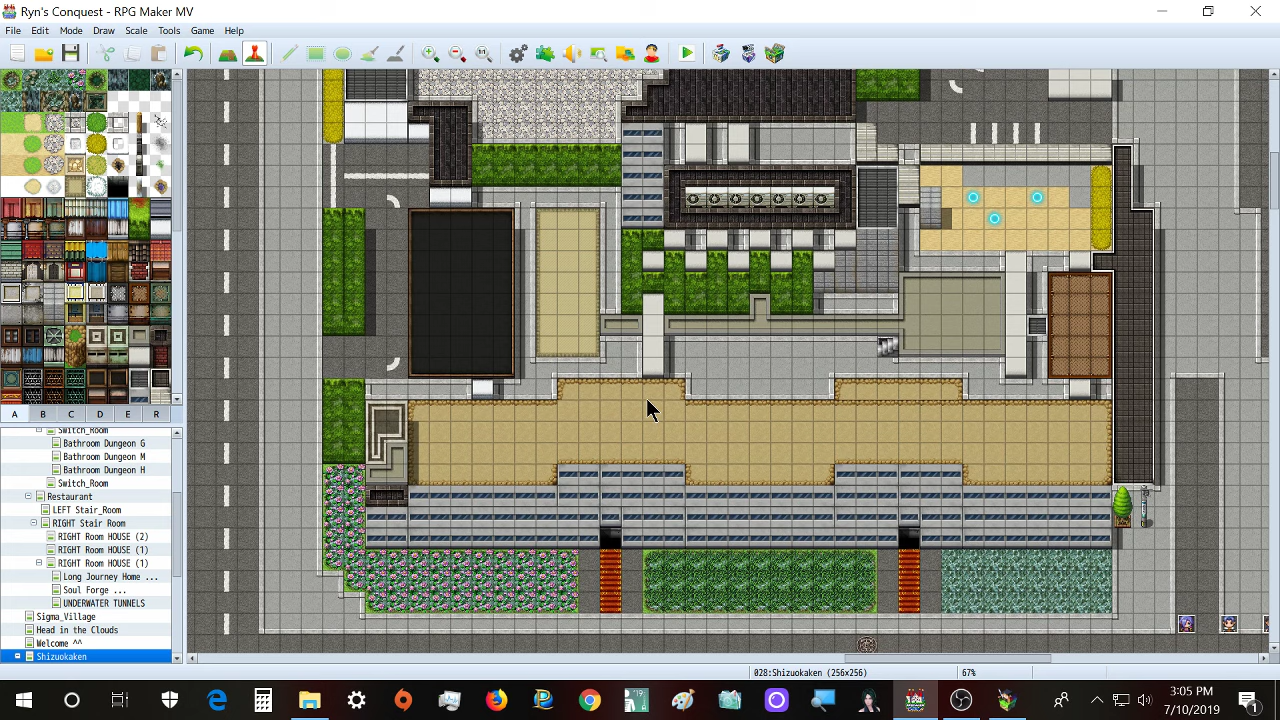 Ryn's Conquest - RPG Maker MV
File Edit Mode Draw Scale Tools Game Help
A B C D E R
Switch_Room
Bathroom Dungeon G
Bathroom Dungeon M
Bathroom Dungeon H
Switch_Room
Restaurant
LEFT Stair_Room
RIGHT Stair Room
RIGHT Room HOUSE (2)
RIGHT Room HOUSE (1)
RIGHT Room HOUSE (1)
Long Journey Home ...
Soul Forge ...
UNDERWATER TUNNELS
Sigma_Village
Head in the Clouds
Welcome ^^
Shizuokaken
028:Shizuokaken (256x256) 67%
3:05 PM
7/10/2019